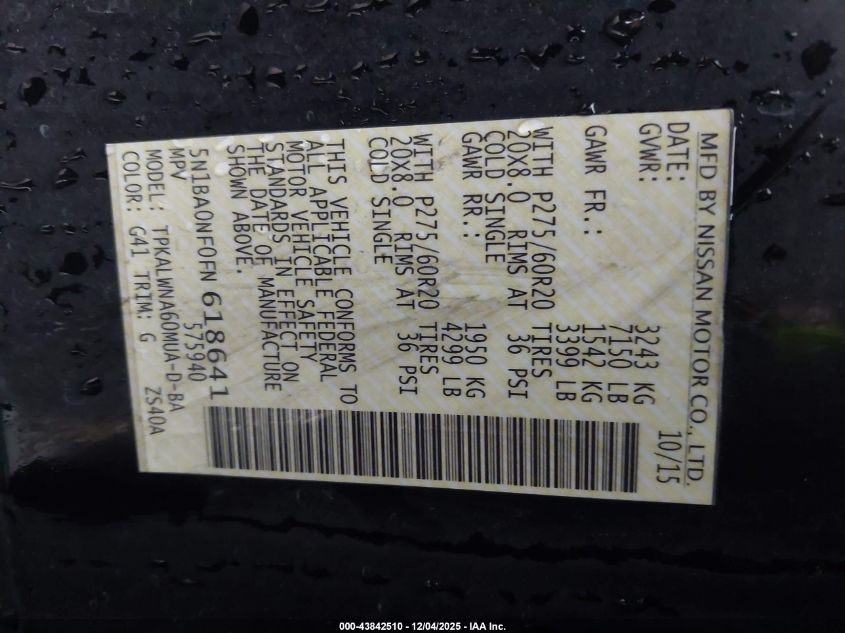 MFD BY NISSAN MOTOR CO., LTD.
DATE: 10/15
GVWR: 3243 KG
7150 LB
GAWR FR.: 1542 KG
3399 LB
WITH P275/60R20 TIRES
20X8.0 RIMS AT 36 PSI
COLD SINGLE
GAWR RR.: 1950 KG
4299 LB
WITH P275/60R20 TIRES
20X8.0 RIMS AT 36 PSI
COLD SINGLE
THIS VEHICLE CONFORMS TO
ALL APPLICABLE FEDERAL
MOTOR VEHICLE SAFETY
STANDARDS IN EFFECT ON
THE DATE OF MANUFACTURE
SHOWN ABOVE.
5N1BA0NF0FN618641
MPV 575940
MODEL: TPKALWNA60MUA-D-BA
COLOR: G41 TRIM: G ZS40A
000-43842510 - 12/04/2025 - IAA Inc.